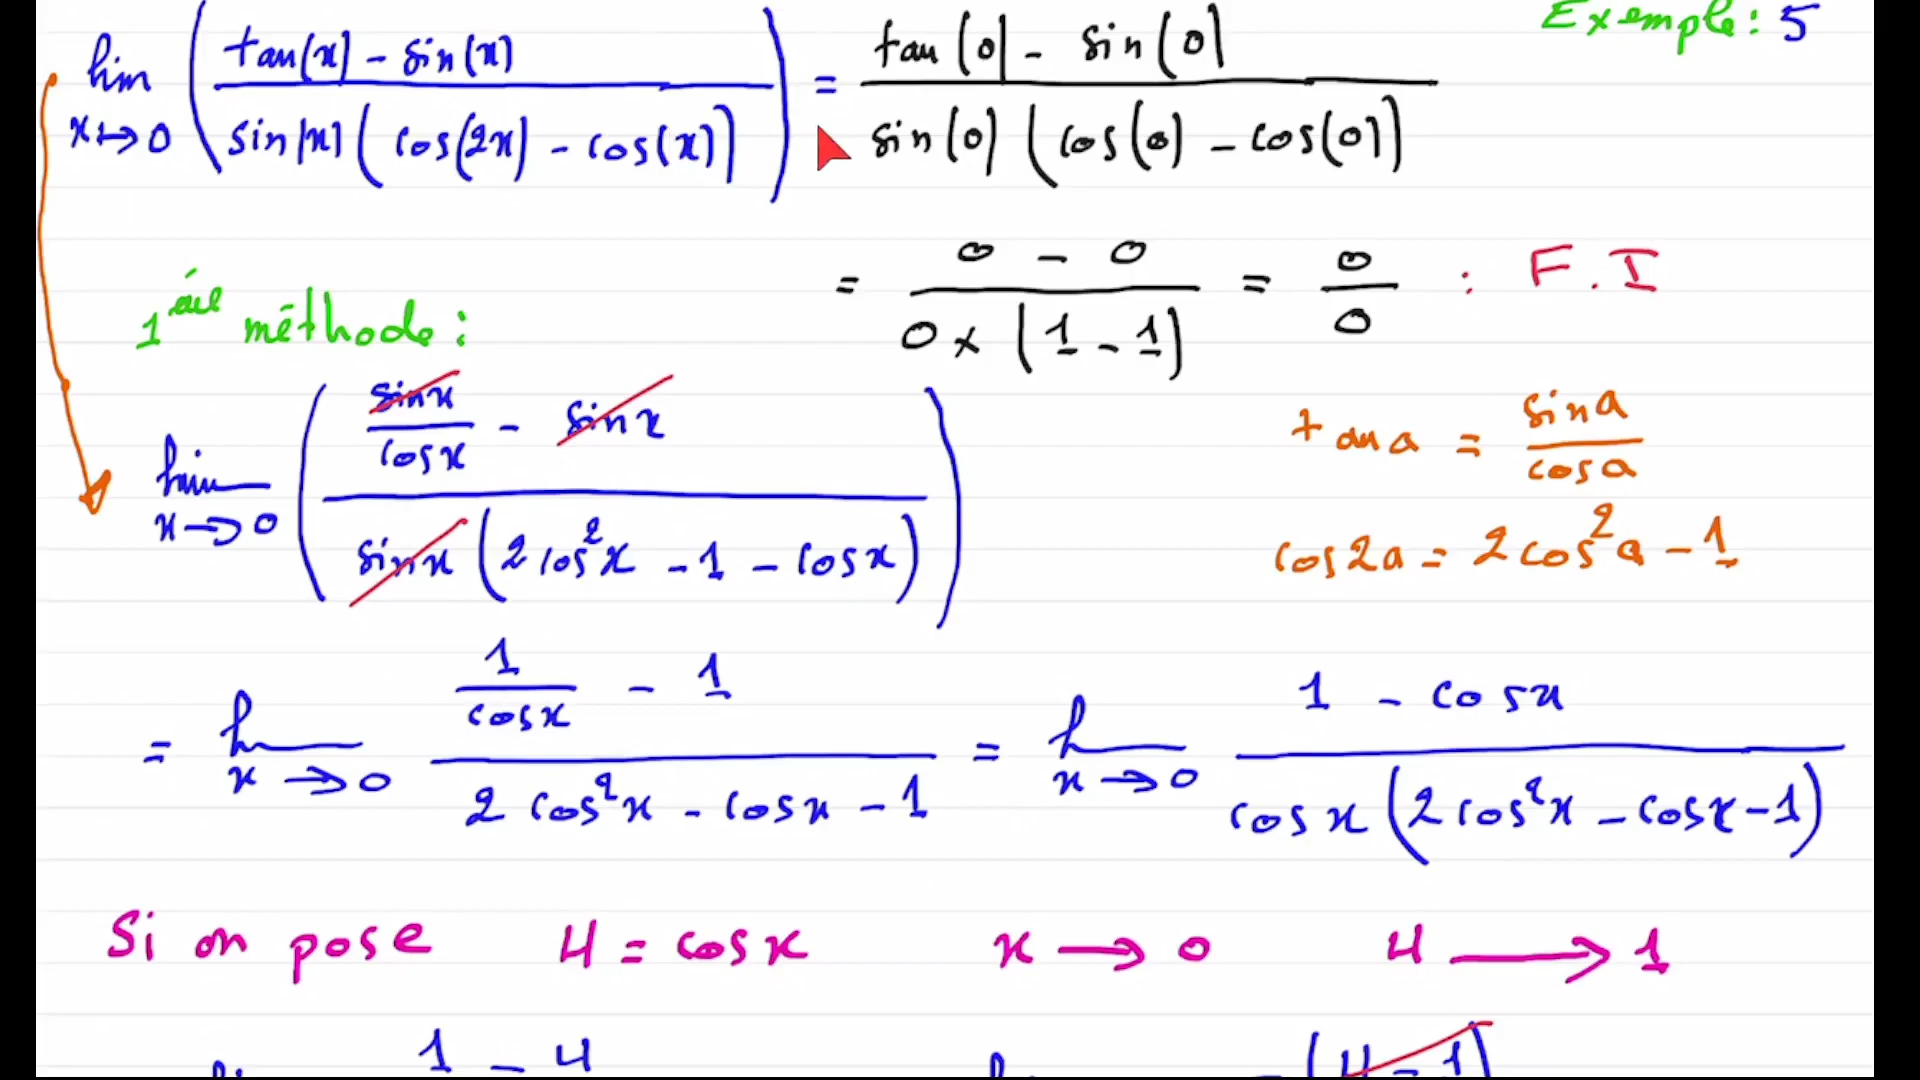 Exemple: 5
lim x→0 ( (tan(x) - sin(x)) / (sin(x) (cos(2x) - cos(x))) ) = (tan(0) - sin(0)) / (sin(0) (cos(0) - cos(0)))
= (0 - 0) / (0 × (1 - 1)) = 0/0 : F.I
méthode:
lim x→0 ( (sinx/cosx - sinx) / (sinx (2cos²x - 1 - cosx)) )
tan a = sin a / cos a
cos2a = 2cos²a - 1
= lim x→0 (1/cosx - 1) / (2cos²x - cosx - 1) = lim x→0 (1 - cosx) / (cosx (2cos²x - cosx - 1))
Si on pose u = cosx x → 0 u → 1
1 - u